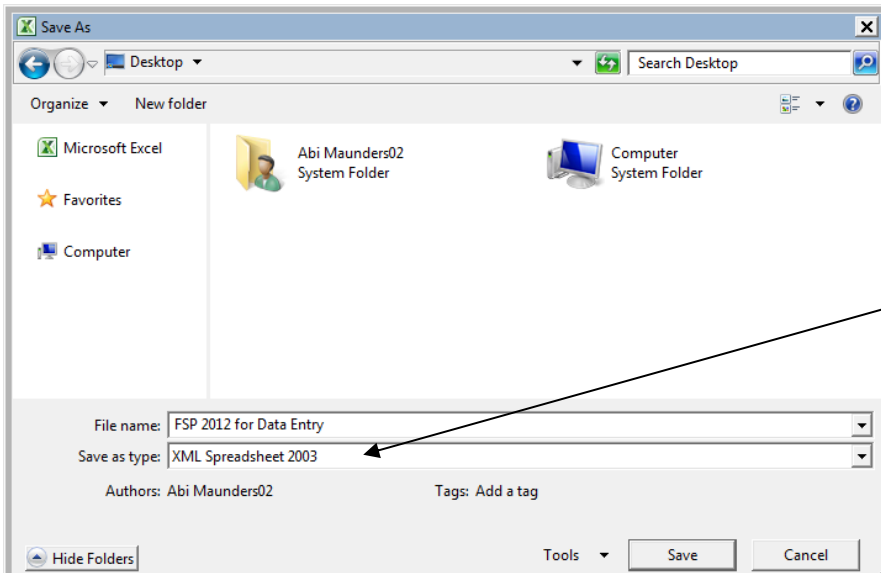 Save As
Desktop
Search Desktop
Organize New folder
Microsoft Excel
Favorites
Computer
Abi Maunders02
System Folder
Computer
System Folder
File name: FSP 2012 for Data Entry
Save as type: XML Spreadsheet 2003
Authors: Abi Maunders02 Tags: Add a tag
Hide Folders Tools Save Cancel